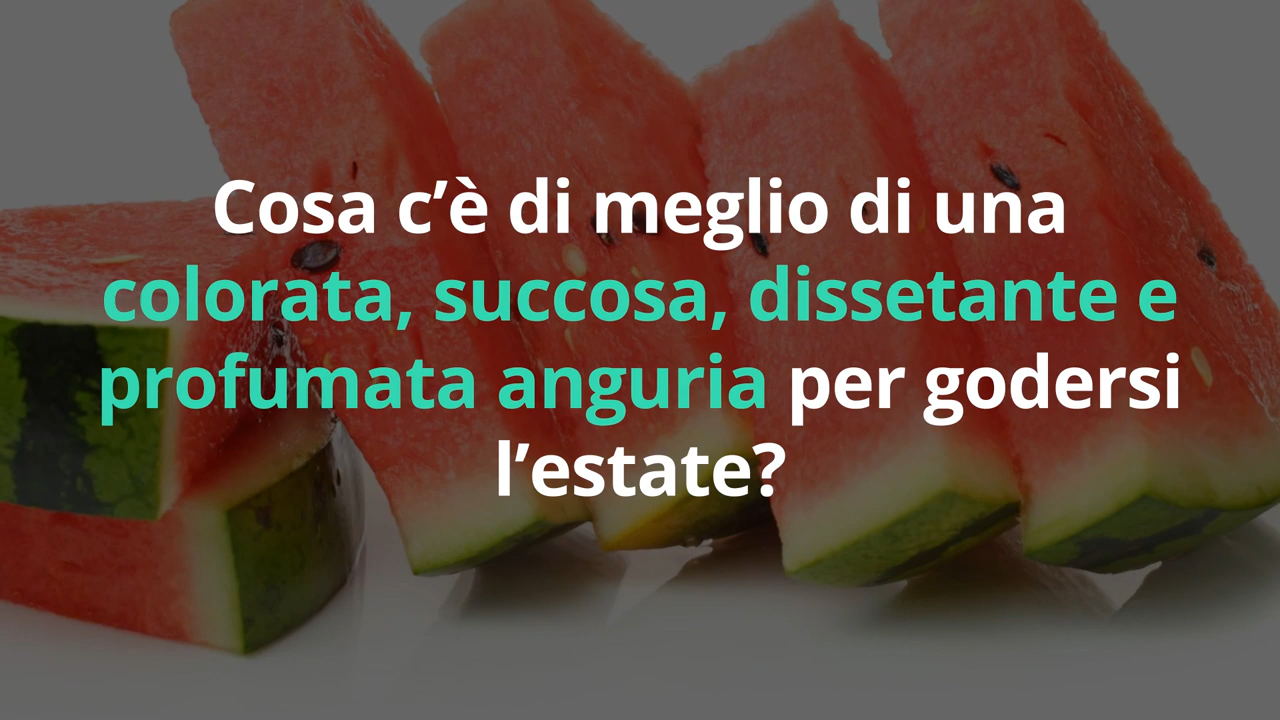 Cosa c’è di meglio di una
colorata, succosa, dissetante e
profumata anguria per godersi
l’estate?